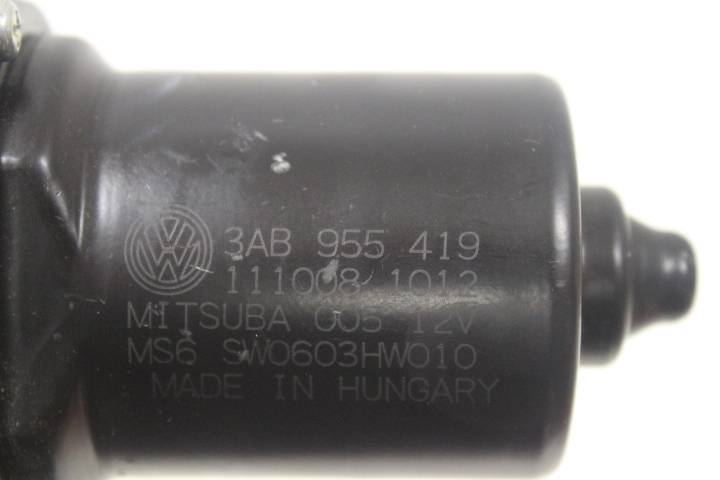 3AB 955 419
111008 1012
MITSUBA 005 12V
MS6 SW0603HW010
MADE IN HUNGARY